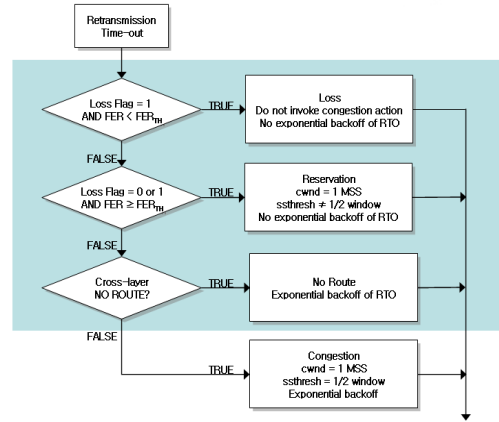 Retransmission
Time-out
Loss Flag = 1
AND FER < FERTH
TRUE
Loss
Do not invoke congestion action
No exponential backoff of RTO
FALSE
Loss Flag = 0 or 1
AND FER ≥ FERTH
TRUE
Reservation
cwnd = 1 MSS
ssthresh ≠ 1/2 window
No exponential backoff of RTO
FALSE
Cross-layer
NO ROUTE?
TRUE
No Route
Exponential backoff of RTO
FALSE
TRUE
Congestion
cwnd = 1 MSS
ssthresh = 1/2 window
Exponential backoff